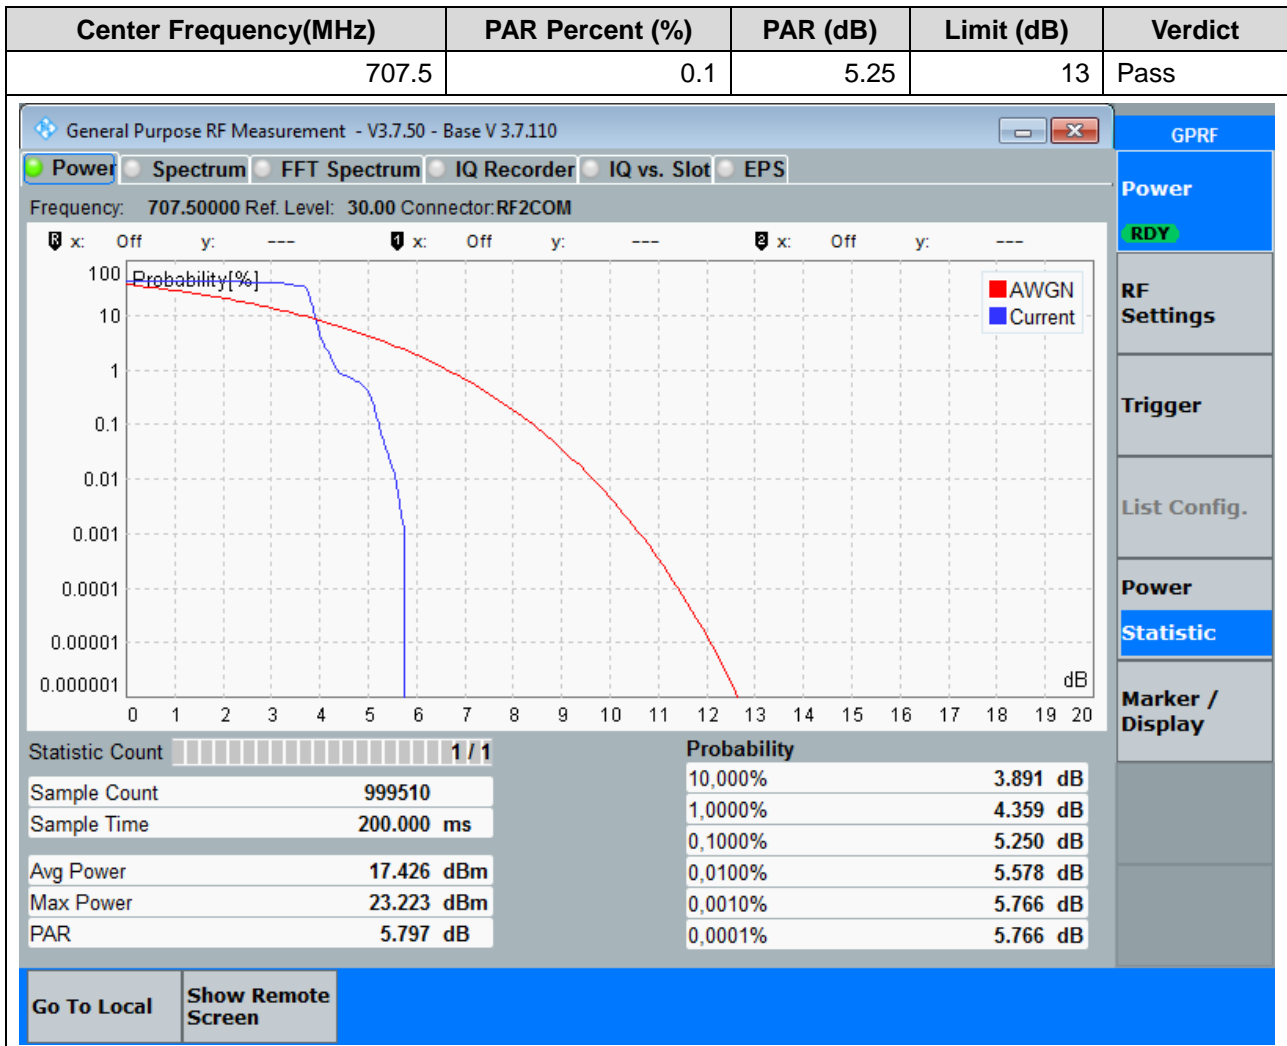 Center Frequency(MHz) PAR Percent (%) PAR (dB) Limit (dB) Verdict
707.5 0.1 5.25 13 Pass
General Purpose RF Measurement - V3.7.50 - Base V 3.7.110
GPRF
Power Spectrum FFT Spectrum IQ Recorder IQ vs. Slot EPS
Power
RDY
Frequency: 707.50000 Ref. Level: 30.00 Connector:RF2COM
R x: Off y: --- 1 x: Off y: --- 2 x: Off y: ---
Probability[%]
100
10
1
0.1
0.01
0.001
0.0001
0.00001
0.000001
AWGN
Current
dB
0 1 2 3 4 5 6 7 8 9 10 11 12 13 14 15 16 17 18 19 20
RF
Settings
Trigger
List Config.
Power
Statistic
Marker /
Display
Statistic Count 1 / 1
Sample Count 999510
Sample Time 200.000 ms
Avg Power 17.426 dBm
Max Power 23.223 dBm
PAR 5.797 dB
Probability
10,000% 3.891 dB
1,0000% 4.359 dB
0,1000% 5.250 dB
0,0100% 5.578 dB
0,0010% 5.766 dB
0,0001% 5.766 dB
Go To Local
Show Remote
Screen